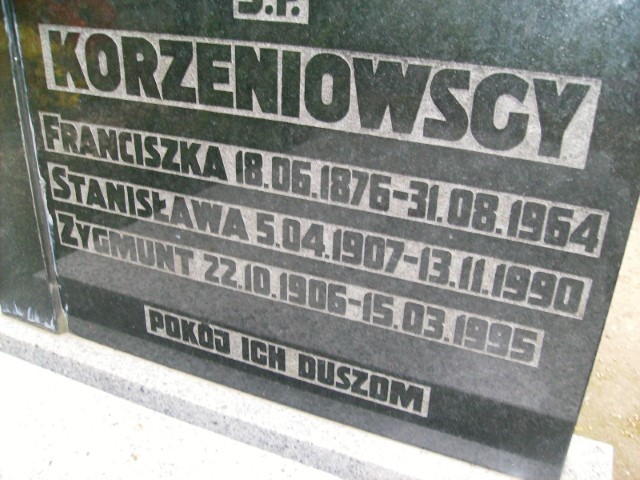 Ś.P.
KORZENIOWSCY
FRANCISZKA 18.06.1876-31.08.1964
STANISŁAWA 5.04.1907-13.11.1990
ZYGMUNT 22.10.1906-15.03.1995
POKÓJ ICH DUSZOM